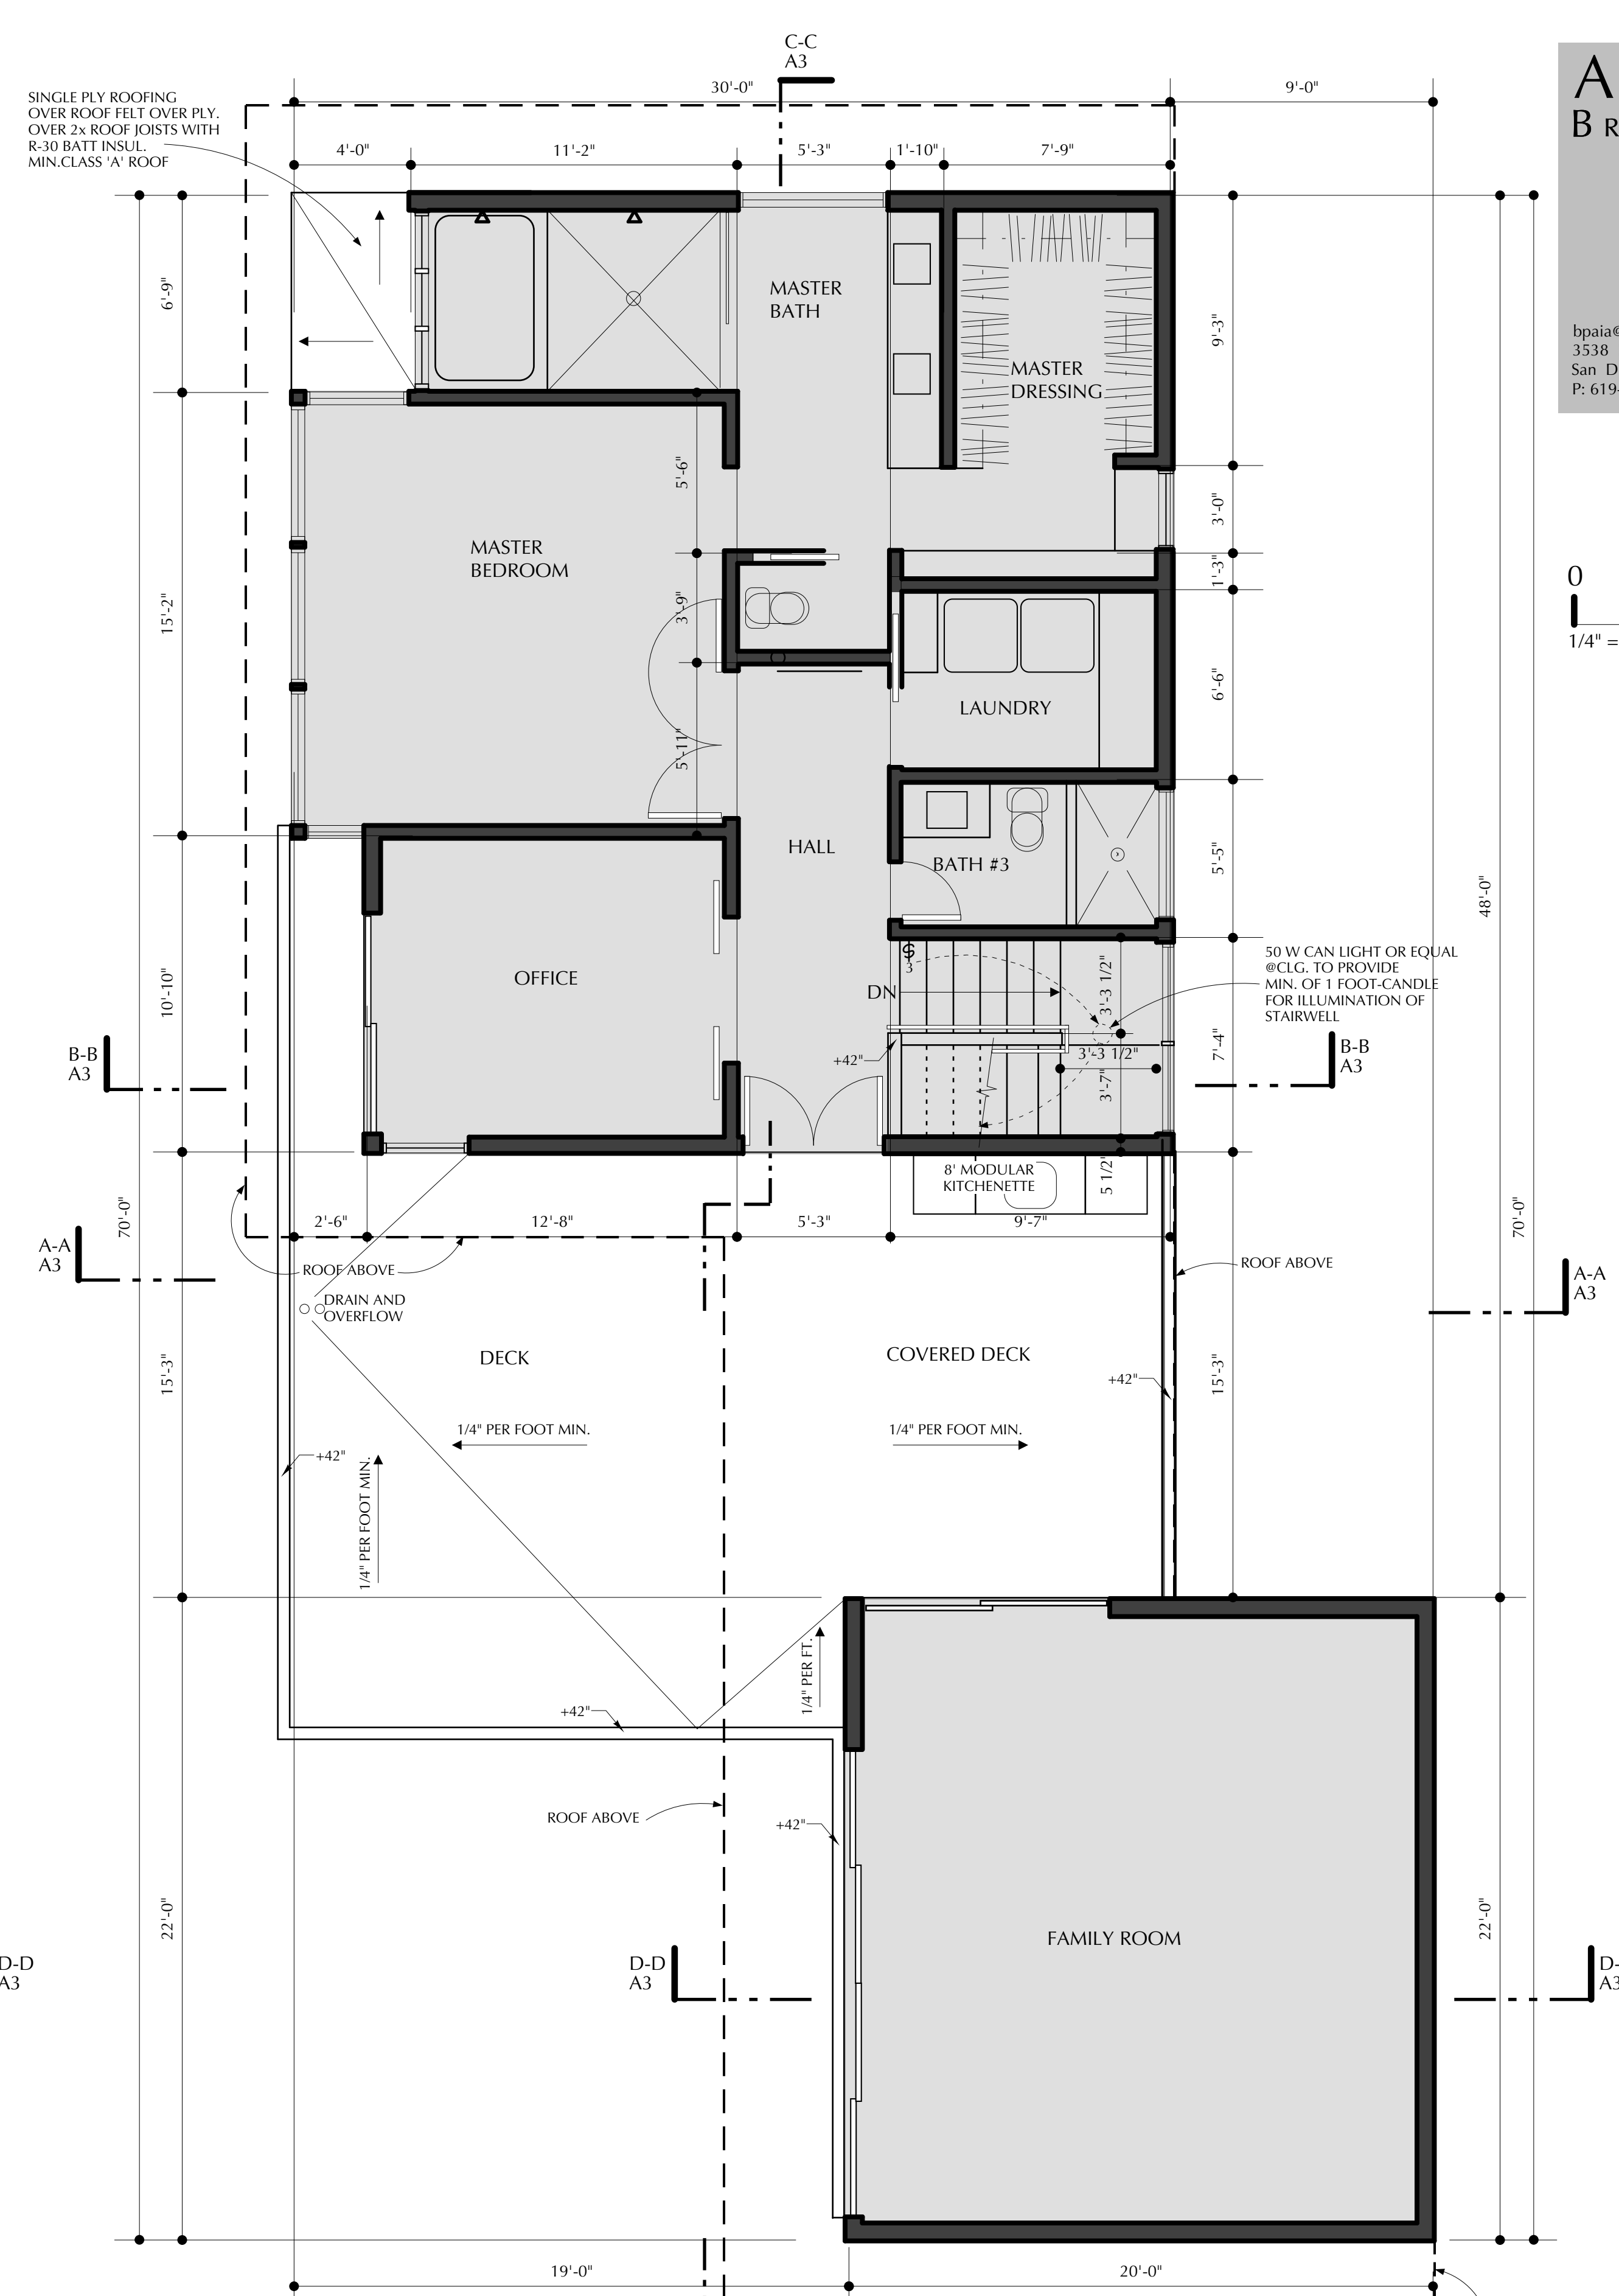 C-C
A3
30'-0"
9'-0"
SINGLE PLY ROOFING
OVER ROOF FELT OVER PLY.
OVER 2x ROOF JOISTS WITH
R-30 BATT INSUL.
MIN.CLASS 'A' ROOF
4'-0"
11'-2"
5'-3"
1'-10"
7'-9"
A
B R
bpaia@
3538
San D
P: 619-
6'-9"
MASTER
BATH
MASTER
DRESSING
9'-3"
5'-6"
3'-0"
MASTER
BEDROOM
1'-3"
0
1/4" =
15'-2"
3'-9"
6'-6"
LAUNDRY
5'-11"
HALL
BATH #3
5'-5"
48'-0"
OFFICE
10'-10"
$
3
DN
3'-3 1/2"
50 W CAN LIGHT OR EQUAL
@CLG. TO PROVIDE
MIN. OF 1 FOOT-CANDLE
FOR ILLUMINATION OF
STAIRWELL
B-B
A3
+42"
3'-3 1/2"
7'-4"
B-B
A3
3'-7"
8' MODULAR
KITCHENETTE
5 1/2"
70'-0"
70'-0"
2'-6"
12'-8"
5'-3"
9'-7"
A-A
A3
ROOF ABOVE
ROOF ABOVE
A-A
A3
DRAIN AND
OVERFLOW
DECK
COVERED DECK
15'-3"
15'-3"
+42"
1/4" PER FOOT MIN.
1/4" PER FOOT MIN.
+42"
1/4" PER FOOT MIN.
1/4" PER FT.
+42"
ROOF ABOVE
+42"
22'-0"
22'-0"
FAMILY ROOM
D-D
A3
D-D
A3
D-
A3
19'-0"
20'-0"